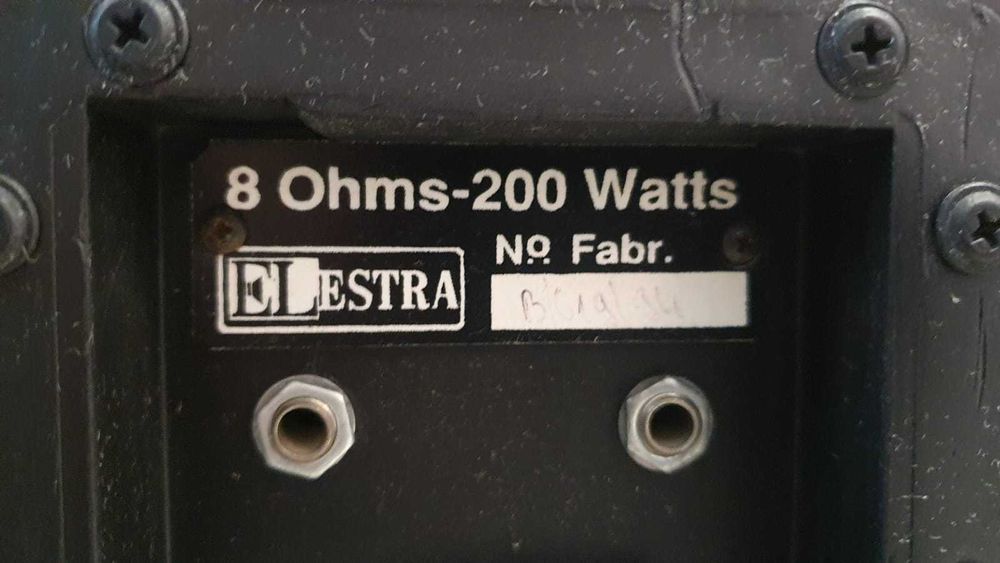 8 Ohms-200 Watts
Nº Fabr.
ELESTRA